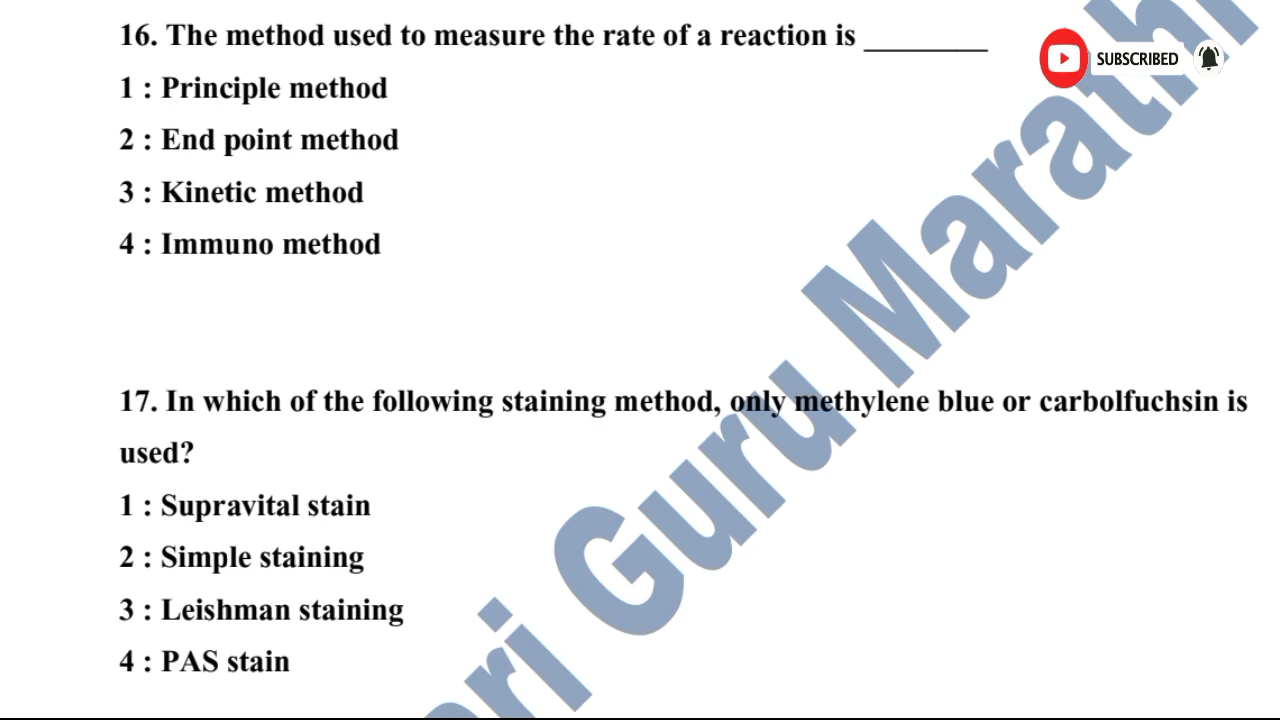 16. The method used to measure the rate of a reaction is ________
SUBSCRIBED
1 : Principle method
2 : End point method
3 : Kinetic method
4 : Immuno method
17. In which of the following staining method, only methylene blue or carbolfuchsin is
used?
1 : Supravital stain
2 : Simple staining
3 : Leishman staining
4 : PAS stain
Guru Marathi